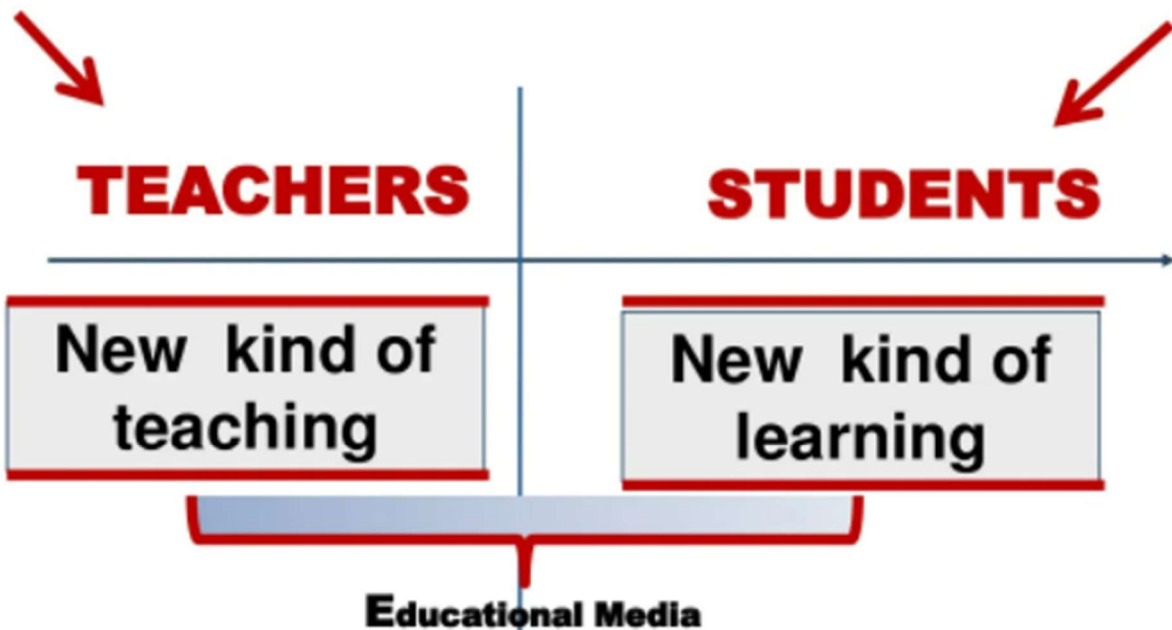 TEACHERS
STUDENTS
New kind of
teaching
New kind of
learning
Educational Media